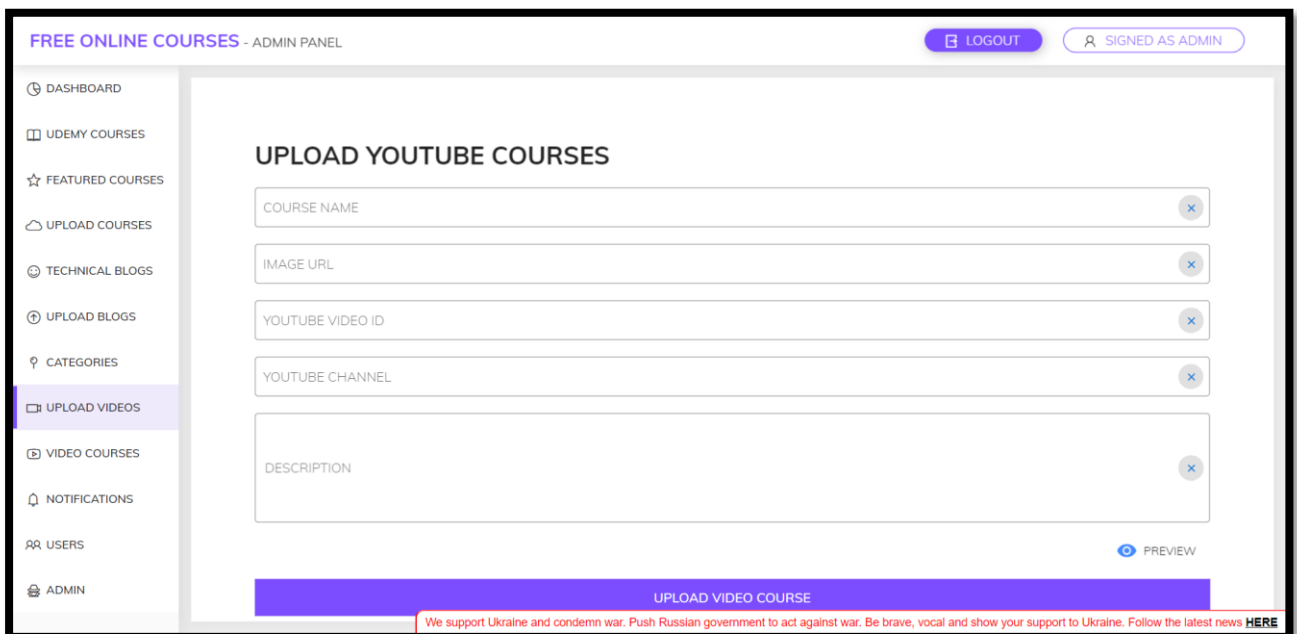 FREE ONLINE COURSES - ADMIN PANEL
LOGOUT
SIGNED AS ADMIN
DASHBOARD
UDEMY COURSES
FEATURED COURSES
UPLOAD COURSES
TECHNICAL BLOGS
UPLOAD BLOGS
CATEGORIES
UPLOAD VIDEOS
VIDEO COURSES
NOTIFICATIONS
USERS
ADMIN
UPLOAD YOUTUBE COURSES
COURSE NAME
IMAGE URL
YOUTUBE VIDEO ID
YOUTUBE CHANNEL
DESCRIPTION
PREVIEW
UPLOAD VIDEO COURSE
We support Ukraine and condemn war. Push Russian government to act against war. Be brave, vocal and show your support to Ukraine. Follow the latest news HERE